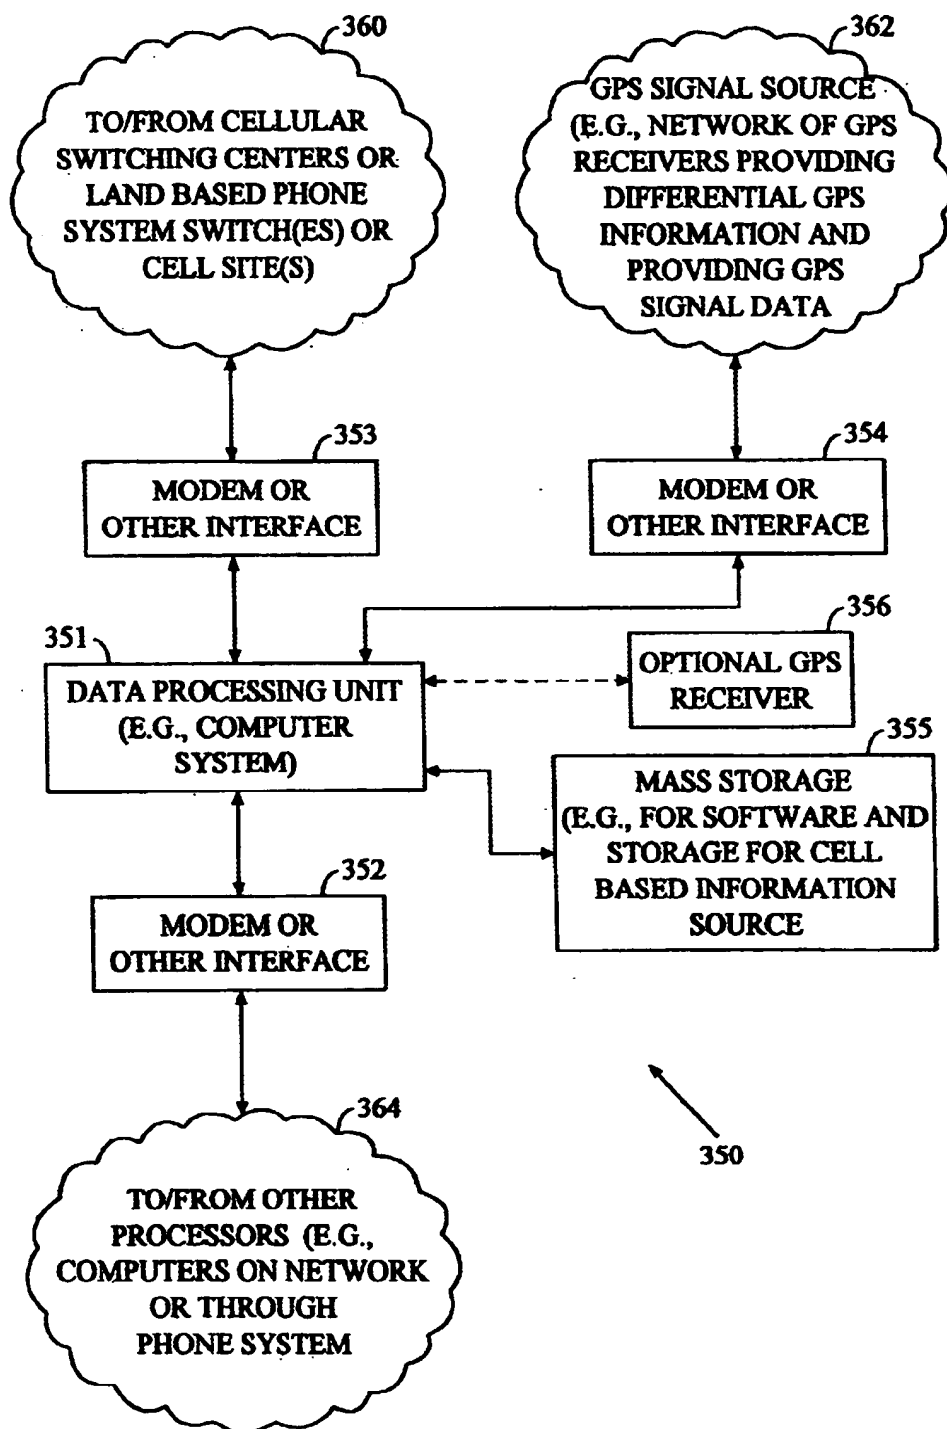 360
TO/FROM CELLULAR
SWITCHING CENTERS OR
LAND BASED PHONE
SYSTEM SWITCH(ES) OR
CELL SITE(S)
362
GPS SIGNAL SOURCE
(E.G., NETWORK OF GPS
RECEIVERS PROVIDING
DIFFERENTIAL GPS
INFORMATION AND
PROVIDING GPS
SIGNAL DATA
353
MODEM OR
OTHER INTERFACE
354
MODEM OR
OTHER INTERFACE
351
DATA PROCESSING UNIT
(E.G., COMPUTER
SYSTEM)
356
OPTIONAL GPS
RECEIVER
355
MASS STORAGE
(E.G., FOR SOFTWARE AND
STORAGE FOR CELL
BASED INFORMATION
SOURCE
352
MODEM OR
OTHER INTERFACE
364
TO/FROM OTHER
PROCESSORS (E.G.,
COMPUTERS ON NETWORK
OR THROUGH
PHONE SYSTEM
350